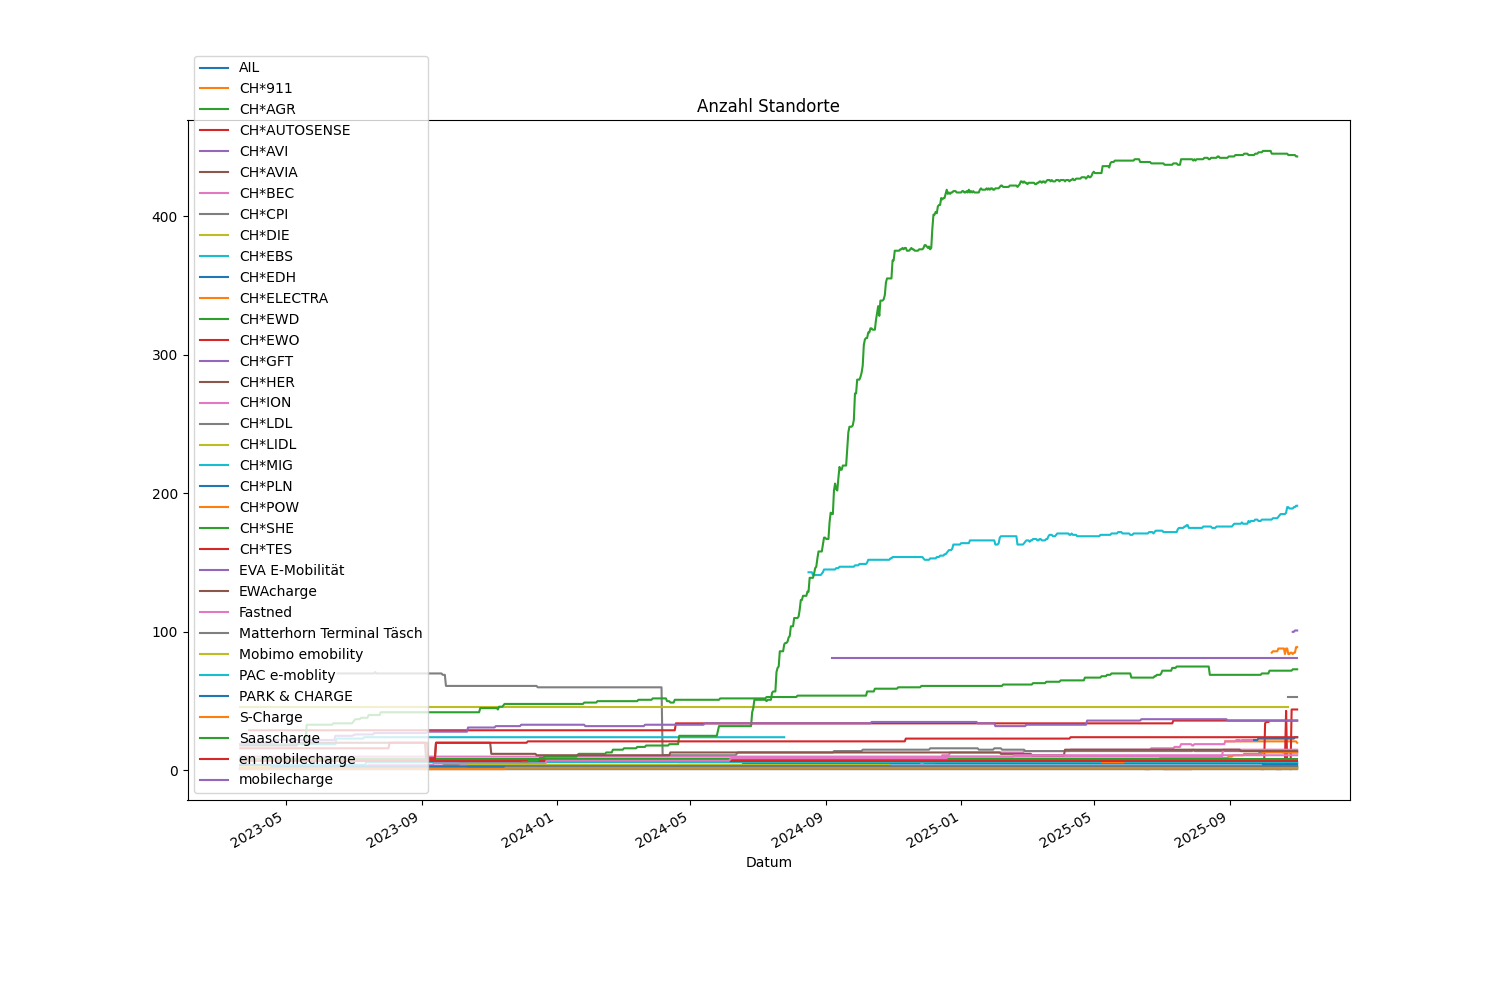 Anzahl Standorte
AIL
CH*911
CH*AGR
CH*AUTOSENSE
CH*AVI
CH*AVIA
CH*BEC
CH*CPI
CH*DIE
CH*EBS
CH*EDH
CH*ELECTRA
CH*EWD
CH*EWO
CH*GFT
CH*HER
CH*ION
CH*LDL
CH*LIDL
CH*MIG
CH*PLN
CH*POW
CH*SHE
CH*TES
EVA E-Mobilität
EWAcharge
Fastned
Matterhorn Terminal Täsch
Mobimo emobility
PAC e-moblity
PARK & CHARGE
S-Charge
Saascharge
en mobilecharge
mobilecharge
400
300
200
100
0
2023-05
2023-09
2024-01
2024-05
2024-09
2025-01
2025-05
2025-09
Datum